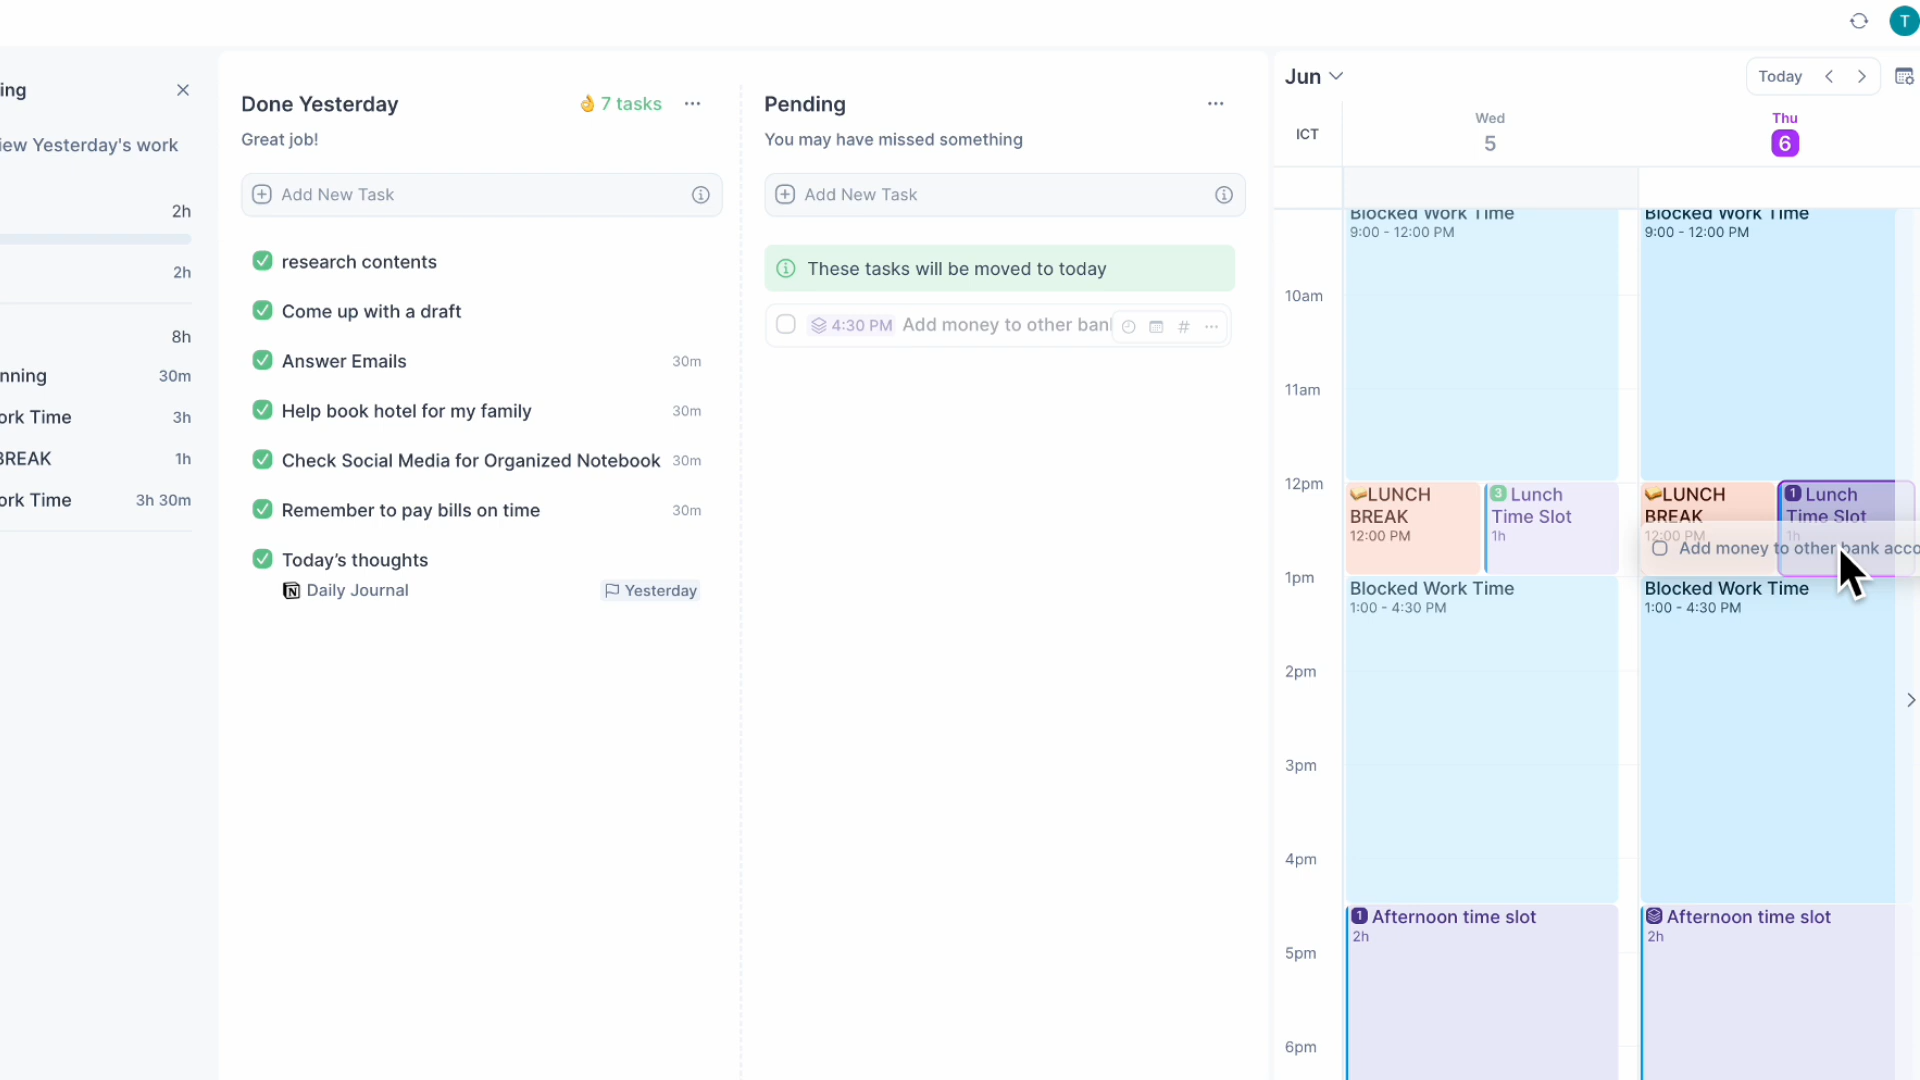 T
ing
iew Yesterday's work
2h
2h
8h
nning 30m
ork Time 3h
BREAK 1h
ork Time 3h 30m
Done Yesterday
👌 7 tasks
Great job!
Add New Task
research contents
Come up with a draft
Answer Emails 30m
Help book hotel for my family 30m
Check Social Media for Organized Notebook 30m
Remember to pay bills on time 30m
Today's thoughts
Daily Journal
Yesterday
Pending
You may have missed something
Add New Task
These tasks will be moved to today
4:30 PM Add money to other ban
Jun
Today
ICT
Wed
5
Thu
6
10am
11am
12pm
1pm
2pm
3pm
4pm
5pm
6pm
Blocked Work Time
9:00 - 12:00 PM
LUNCH
BREAK
12:00 PM
3 Lunch
Time Slot
1h
Blocked Work Time
1:00 - 4:30 PM
1 Afternoon time slot
2h
Blocked Work Time
9:00 - 12:00 PM
LUNCH
BREAK
12:00 PM
1 Lunch
Time Slot
1h
Add money to other bank acco
Blocked Work Time
1:00 - 4:30 PM
Afternoon time slot
2h